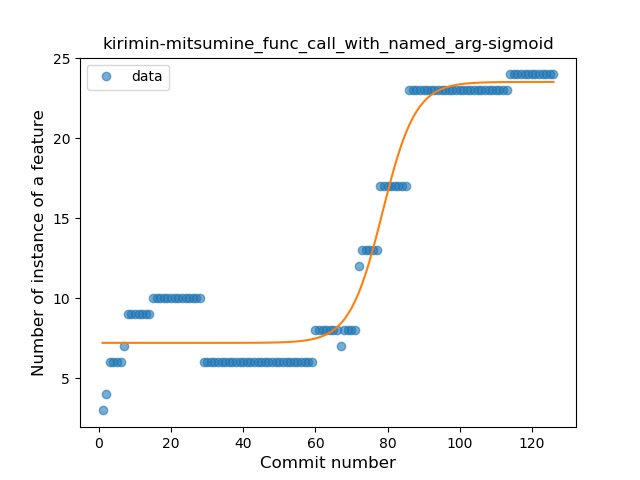 kirimin-mitsumine_func_call_with_named_arg-sigmoid
data
25
20
15
10
5
Number of instance of a feature
0 20 40 60 80 100 120
Commit number